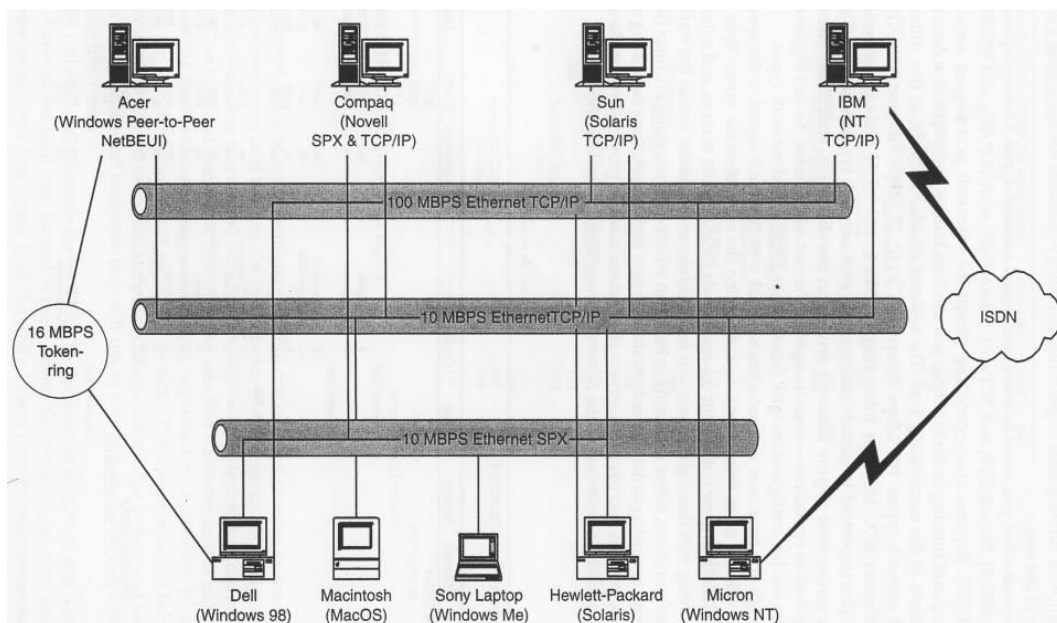 Acer
(Windows Peer-to-Peer
NetBEUI)
Compaq
(Novell
SPX & TCP/IP)
Sun
(Solaris
TCP/IP)
IBM
(NT
TCP/IP)
100 MBPS Ethernet TCP/IP
10 MBPS EthernetTCP/IP
16 MBPS
Token-
ring
ISDN
10 MBPS Ethernet SPX
Dell
(Windows 98)
Macintosh
(MacOS)
Sony Laptop
(Windows Me)
Hewlett-Packard
(Solaris)
Micron
(Windows NT)